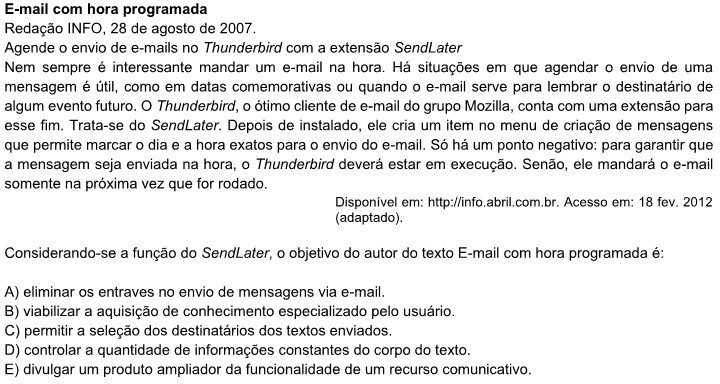 E-mail com hora programada
Redação INFO, 28 de agosto de 2007.
Agende o envio de e-mails no Thunderbird com a extensão SendLater
Nem sempre é interessante mandar um e-mail na hora. Há situações em que agendar o envio de uma
mensagem é útil, como em datas comemorativas ou quando o e-mail serve para lembrar o destinatário de
algum evento futuro. O Thunderbird, o ótimo cliente de e-mail do grupo Mozilla, conta com uma extensão para
esse fim. Trata-se do SendLater. Depois de instalado, ele cria um item no menu de criação de mensagens
que permite marcar o dia e a hora exatos para o envio do e-mail. Só há um ponto negativo: para garantir que
a mensagem seja enviada na hora, o Thunderbird deverá estar em execução. Senão, ele mandará o e-mail
somente na próxima vez que for rodado.
Disponível em: http://info.abril.com.br. Acesso em: 18 fev. 2012
(adaptado).
Considerando-se a função do SendLater, o objetivo do autor do texto E-mail com hora programada é:
A) eliminar os entraves no envio de mensagens via e-mail.
B) viabilizar a aquisição de conhecimento especializado pelo usuário.
C) permitir a seleção dos destinatários dos textos enviados.
D) controlar a quantidade de informações constantes do corpo do texto.
E) divulgar um produto ampliador da funcionalidade de um recurso comunicativo.